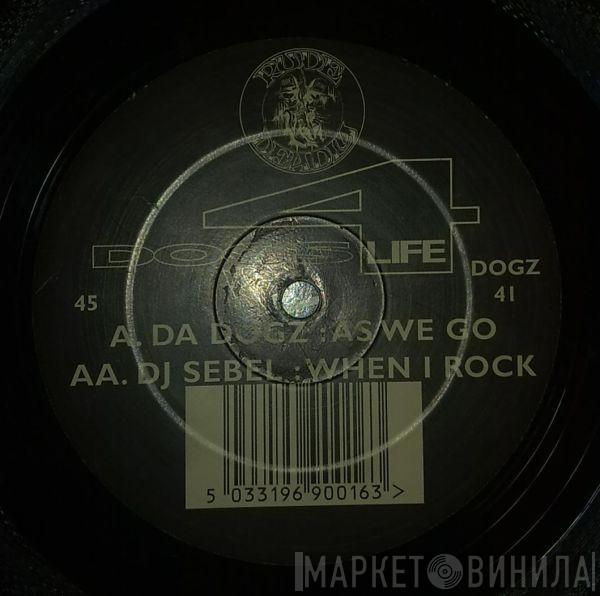 RUDE
4
DOGS LIFE
DOGZ
41
45
A. DA DOGZ : AS WE GO
AA. DJ SEBEL : WHEN I ROCK
5 033196 900163 >
МАРКЕТ ВИНИЛА